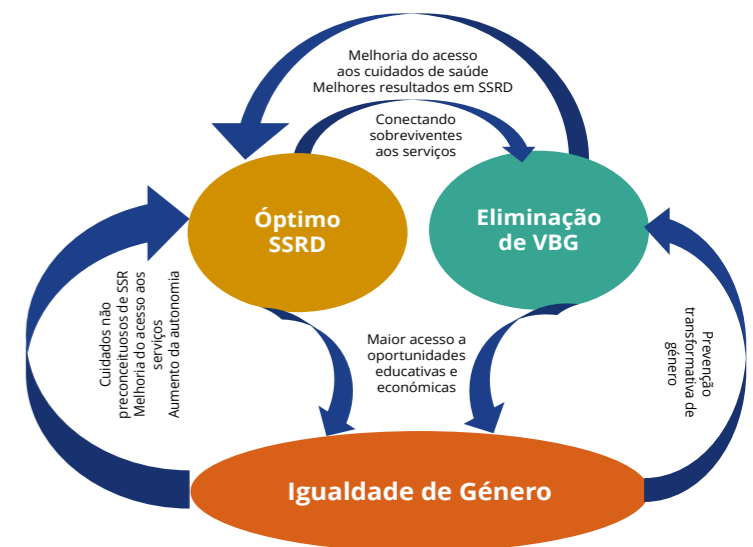 Melhoria do acesso
aos cuidados de saúde
Melhores resultados em SSRD
Conectando
sobreviventes
aos serviços
Óptimo
SSRD
Eliminação
de VBG
Cuidados não
preconceituosos de SSR
Melhoria do acesso aos
serviços
Aumento da autonomia
Maior acesso a
oportunidades
educativas e
económicas
Prevenção
transformativa de
género
Igualdade de Género